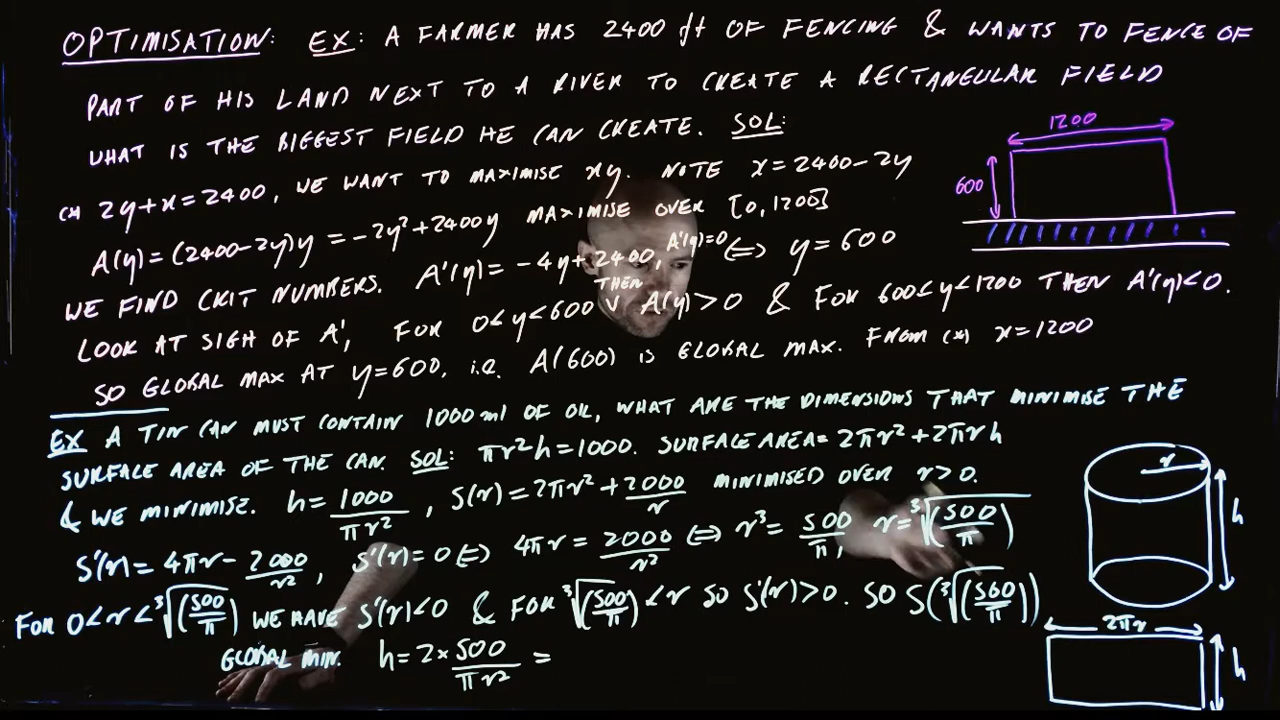 OPTIMISATION: EX: A FARMER HAS 2400 ft OF FENCING & WANTS TO FENCE OF
PART OF HIS LAND NEXT TO A RIVER TO CREATE A RECTANGULAR FIELD
WHAT IS THE BIGGEST FIELD HE CAN CREATE. SOL:
(*) 2y+x=2400, WE WANT TO MAXIMISE xy. NOTE x=2400-2y
A(y)=(2400-2y)y=-2y²+2400y MAXIMISE OVER [0,1200]
WE FIND CRIT NUMBERS. A'(y)=-4y+2400, A'(y)=0 ⇔ y=600
LOOK AT SIGN OF A', FOR 0<y<600 THEN A(y)>0 & FOR 600<y<1200 THEN A'(y)<0.
SO GLOBAL MAX AT y=600, i.e. A(600) IS GLOBAL MAX. FROM (*) x=1200
1200
600
EX A TIN CAN MUST CONTAIN 1000ml OF OIL, WHAT ARE THE DIMENSIONS THAT MINIMISE THE
SURFACE AREA OF THE CAN. SOL: πr²h=1000. SURFACE AREA=2πr²+2πrh
& WE MINIMISE. h=1000/πr², S(r)=2πr²+2000/r MINIMISED OVER r>0.
S'(r)=4πr-2000/r², S'(r)=0⇔ 4πr=2000/r² ⇔ r³=500/π, r=³√(500/π)
FOR 0<r<³√(500/π) WE HAVE S'(r)<0 & FOR ³√(500/π)<r SO S'(r)>0. SO S(³√(500/π))
GLOBAL MIN. h=2×500/πr² =
r
h
2πr
h